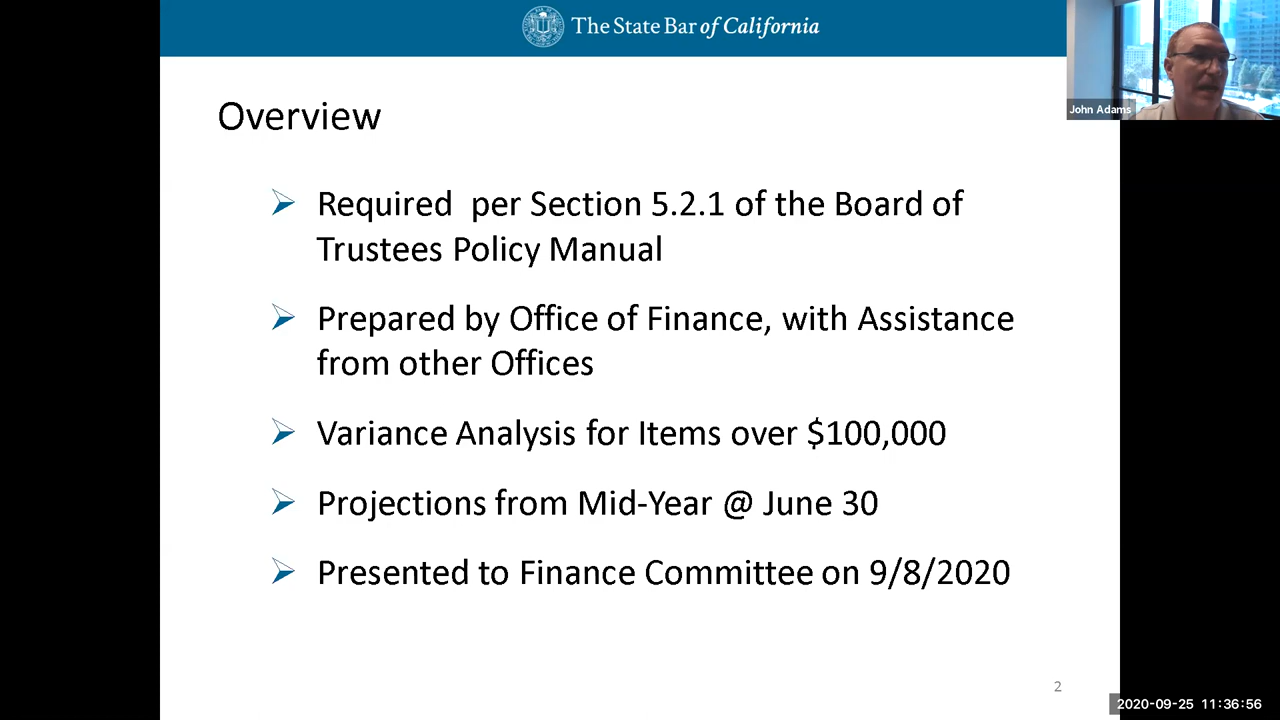 The State Bar of California
John Adams
Overview
Required per Section 5.2.1 of the Board of
Trustees Policy Manual
Prepared by Office of Finance, with Assistance
from other Offices
Variance Analysis for Items over $100,000
Projections from Mid-Year @ June 30
Presented to Finance Committee on 9/8/2020
2
2020-09-25 11:36:56